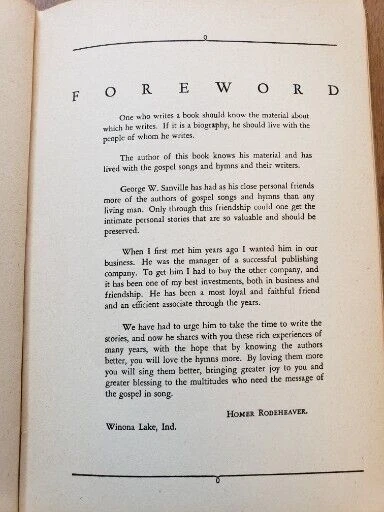 FOREWORD
One who writes a book should know the material about
which he writes. If it is a biography, he should live with the
people of whom he writes.
The author of this book knows his material and has
lived with the gospel songs and hymns and their writers.
George W. Sanville has had as his close personal friends
more of the authors of gospel songs and hymns than any
living man. Only through this friendship could one get the
intimate personal stories that are so valuable and should be
preserved.
When I first met him years ago I wanted him in our
business. He was the manager of a successful publishing
company. To get him I had to buy the other company, and
it has been one of my best investments, both in business and
friendship. He has been a most loyal and faithful friend
and an efficient associate through the years.
We have had to urge him to take the time to write the
stories, and now he shares with you these rich experiences of
many years, with the hope that by knowing the authors
better, you will love the hymns more. By loving them more
you will sing them better, bringing greater joy to you and
greater blessing to the multitudes who need the message of
the gospel in song.
HOMER RODEHEAVER.
Winona Lake, Ind.